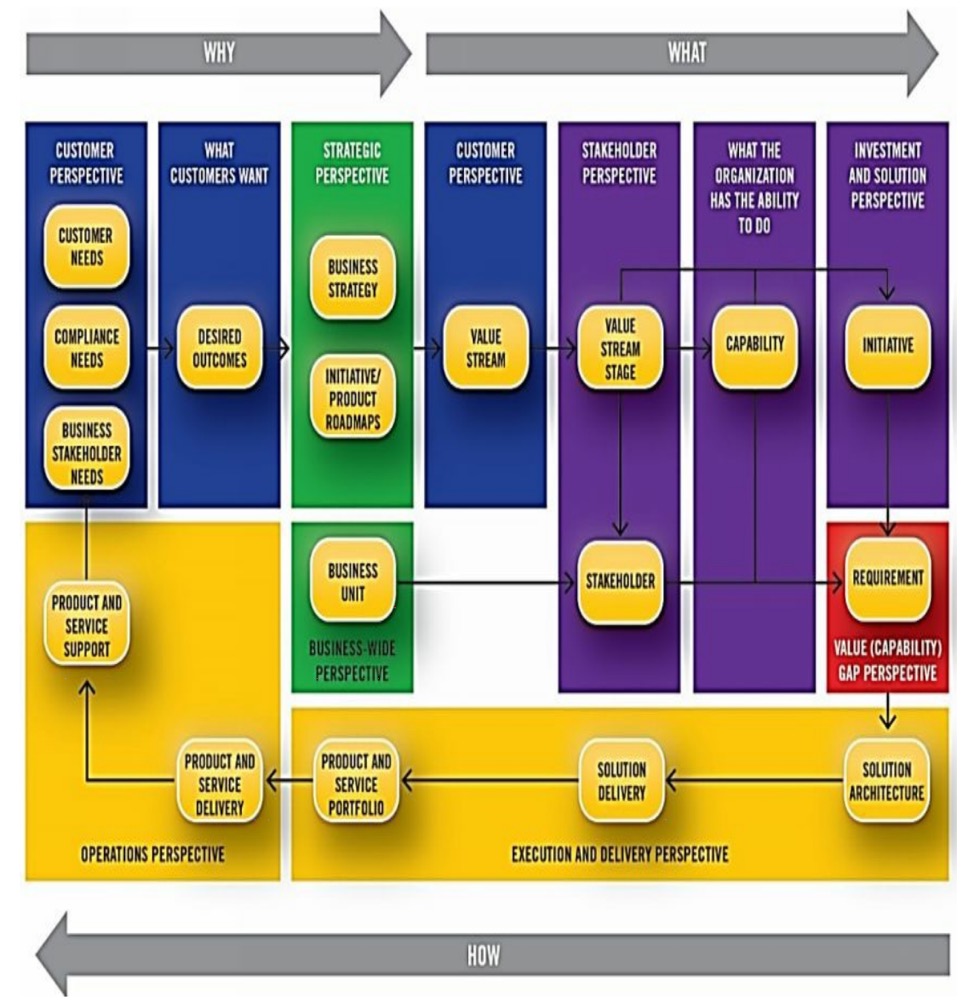 WHY
WHAT
CUSTOMER
PERSPECTIVE
CUSTOMER
NEEDS
COMPLIANCE
NEEDS
BUSINESS
STAKEHOLDER
NEEDS
WHAT
CUSTOMERS WANT
DESIRED
OUTCOMES
STRATEGIC
PERSPECTIVE
BUSINESS
STRATEGY
INITIATIVE/
PRODUCT
ROADMAPS
CUSTOMER
PERSPECTIVE
VALUE
STREAM
STAKEHOLDER
PERSPECTIVE
VALUE
STREAM
STAGE
WHAT THE
ORGANIZATION
HAS THE ABILITY
TO DO
CAPABILITY
INVESTMENT
AND SOLUTION
PERSPECTIVE
INITIATIVE
PRODUCT AND
SERVICE
SUPPORT
BUSINESS
UNIT
BUSINESS-WIDE
PERSPECTIVE
STAKEHOLDER
REQUIREMENT
VALUE (CAPABILITY)
GAP PERSPECTIVE
PRODUCT AND
SERVICE
DELIVERY
OPERATIONS PERSPECTIVE
PRODUCT AND
SERVICE
PORTFOLIO
SOLUTION
DELIVERY
SOLUTION
ARCHITECTURE
EXECUTION AND DELIVERY PERSPECTIVE
HOW